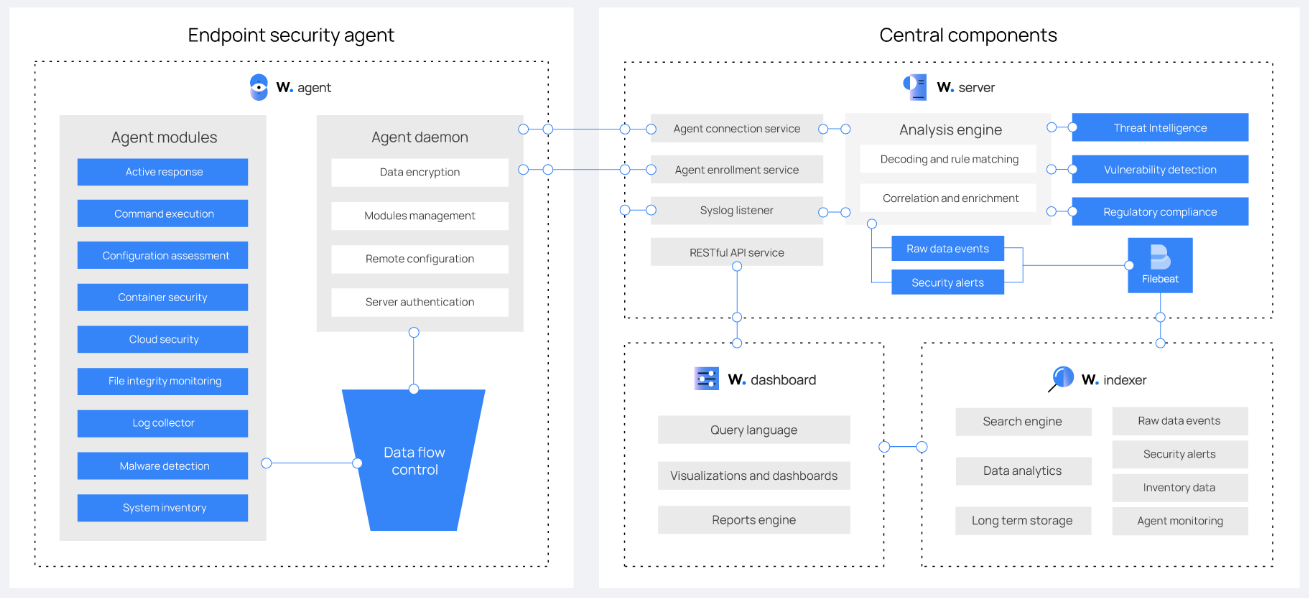 Endpoint security agent
W. agent
Agent modules
Active response
Command execution
Configuration assessment
Container security
Cloud security
File integrity monitoring
Log collector
Malware detection
System inventory
Agent daemon
Data encryption
Modules management
Remote configuration
Server authentication
Data flow
control
Central components
W. server
Agent connection service
Agent enrollment service
Syslog listener
RESTful API service
Analysis engine
Decoding and rule matching
Correlation and enrichment
Threat Intelligence
Vulnerability detection
Regulatory compliance
Raw data events
Security alerts
Filebeat
W. dashboard
Query language
Visualizations and dashboards
Reports engine
W. indexer
Search engine
Data analytics
Long term storage
Raw data events
Security alerts
Inventory data
Agent monitoring